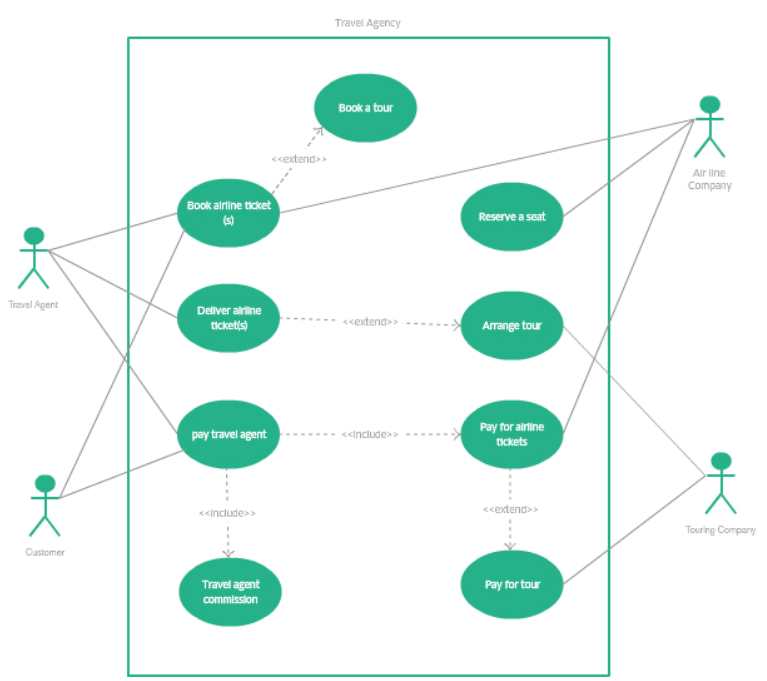 Travel Agency
Book a tour
<<extend>>
Book airline ticket
(s)
Reserve a seat
Air line
Company
Travel Agent
Deliver airline
ticket(s)
<<extend>>
Arrange tour
pay travel agent
<<include>>
Pay for airline
tickets
<<include>>
<<extend>>
Touring Company
Customer
Travel agent
commission
Pay for tour